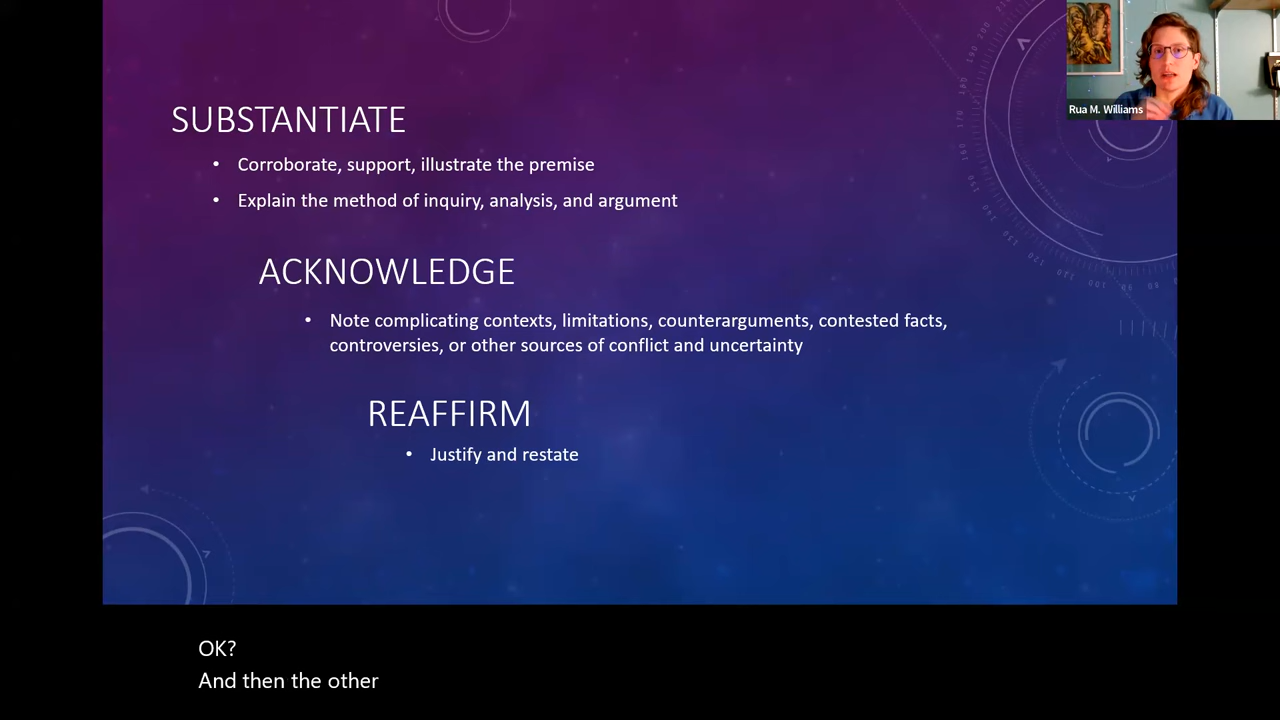 SUBSTANTIATE
• Corroborate, support, illustrate the premise
• Explain the method of inquiry, analysis, and argument
ACKNOWLEDGE
• Note complicating contexts, limitations, counterarguments, contested facts,
controversies, or other sources of conflict and uncertainty
REAFFIRM
• Justify and restate
Rua M. Williams
OK?
And then the other